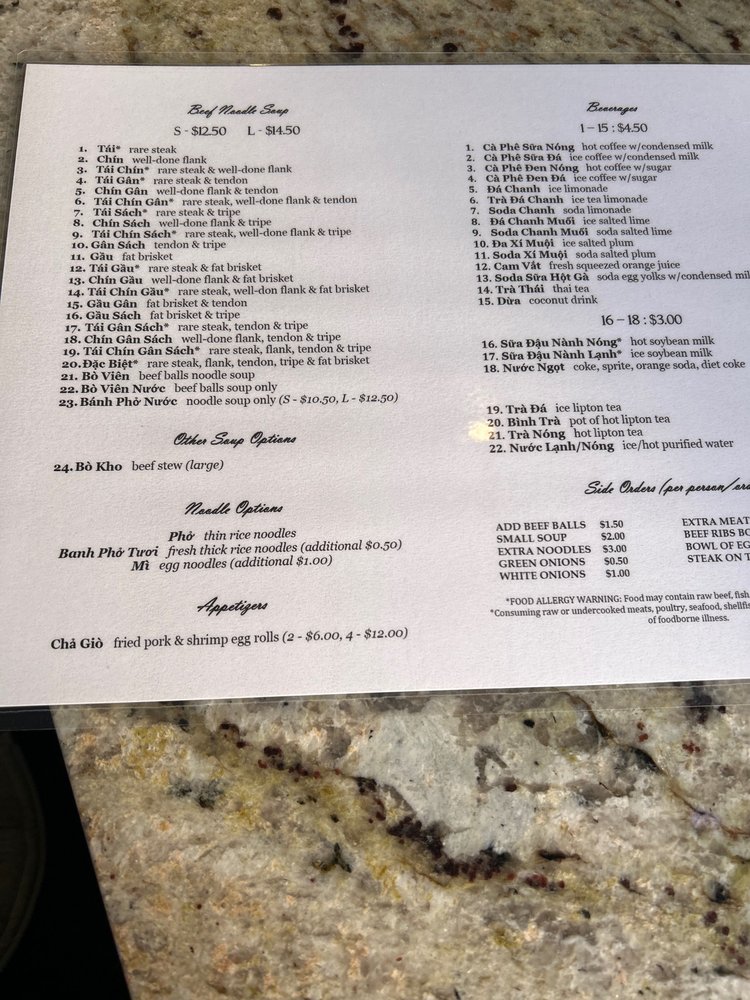 Beef Noodle Soup
S - $12.50 L - $14.50
1. Tái* rare steak
2. Chín well-done flank
3. Tái Chín* rare steak & well-done flank
4. Tái Gân* rare steak & tendon
5. Chín Gân well-done flank & tendon
6. Tái Chín Gân* rare steak, well-done flank & tendon
7. Tái Sách* rare steak & tripe
8. Chín Sách well-done flank & tripe
9. Tái Chín Sách* rare steak, well-done flank & tripe
10. Gân Sách tendon & tripe
11. Gầu fat brisket
12. Tái Gầu* rare steak & fat brisket
13. Chín Gầu well-done flank & fat brisket
14. Tái Chín Gầu* rare steak, well-don flank & fat brisket
15. Gầu Gân fat brisket & tendon
16. Gầu Sách fat brisket & tripe
17. Tái Gân Sách* rare steak, tendon & tripe
18. Chín Gân Sách well-done flank, tendon & tripe
19. Tái Chín Gân Sách* rare steak, flank, tendon & tripe
20. Đặc Biệt* rare steak, flank, tendon, tripe & fat brisket
21. Bò Viên beef balls noodle soup
22. Bò Viên Nước beef balls soup only
23. Bánh Phở Nước noodle soup only (S - $10.50, L - $12.50)
Other Soup Options
24. Bò Kho beef stew (large)
Noodle Options
Phở thin rice noodles
Banh Phở Tươi fresh thick rice noodles (additional $0.50)
Mì egg noodles (additional $1.00)
Appetizers
Chả Giò fried pork & shrimp egg rolls (2 - $6.00, 4 - $12.00)
Beverages
1 – 15 : $4.50
1. Cà Phê Sữa Nóng hot coffee w/condensed milk
2. Cà Phê Sữa Đá ice coffee w/condensed milk
3. Cà Phê Đen Nóng hot coffee w/sugar
4. Cà Phê Đen Đá ice coffee w/sugar
5. Đá Chanh ice limonade
6. Trà Đá Chanh ice tea limonade
7. Soda Chanh soda limonade
8. Đá Chanh Muối ice salted lime
9. Soda Chanh Muối soda salted lime
10. Đa Xí Muội ice salted plum
11. Soda Xí Muội soda salted plum
12. Cam Vắt fresh squeezed orange juice
13. Soda Sữa Hột Gà soda egg yolks w/condensed mil
14. Trà Thái thai tea
15. Dừa coconut drink
16 – 18 : $3.00
16. Sữa Đậu Nành Nóng* hot soybean milk
17. Sữa Đậu Nành Lạnh* ice soybean milk
18. Nước Ngọt coke, sprite, orange soda, diet coke
19. Trà Đá ice lipton tea
20. Bình Trà pot of hot lipton tea
21. Trà Nóng hot lipton tea
22. Nước Lạnh/Nóng ice/hot purified water
Side Orders (per person/ord
ADD BEEF BALLS $1.50
SMALL SOUP $2.00
EXTRA NOODLES $3.00
GREEN ONIONS $0.50
WHITE ONIONS $1.00
EXTRA MEAT
BEEF RIBS BO
BOWL OF EG
STEAK ON T
*FOOD ALLERGY WARNING: Food may contain raw beef, fish
*Consuming raw or undercooked meats, poultry, seafood, shellfi
of foodborne illness.